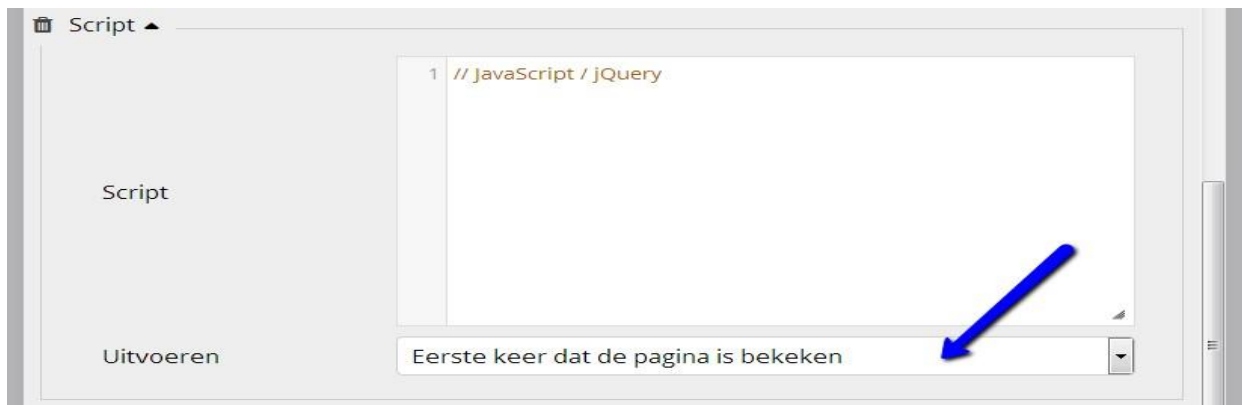 Script
1 // JavaScript / jQuery
Script
Uitvoeren Eerste keer dat de pagina is bekeken